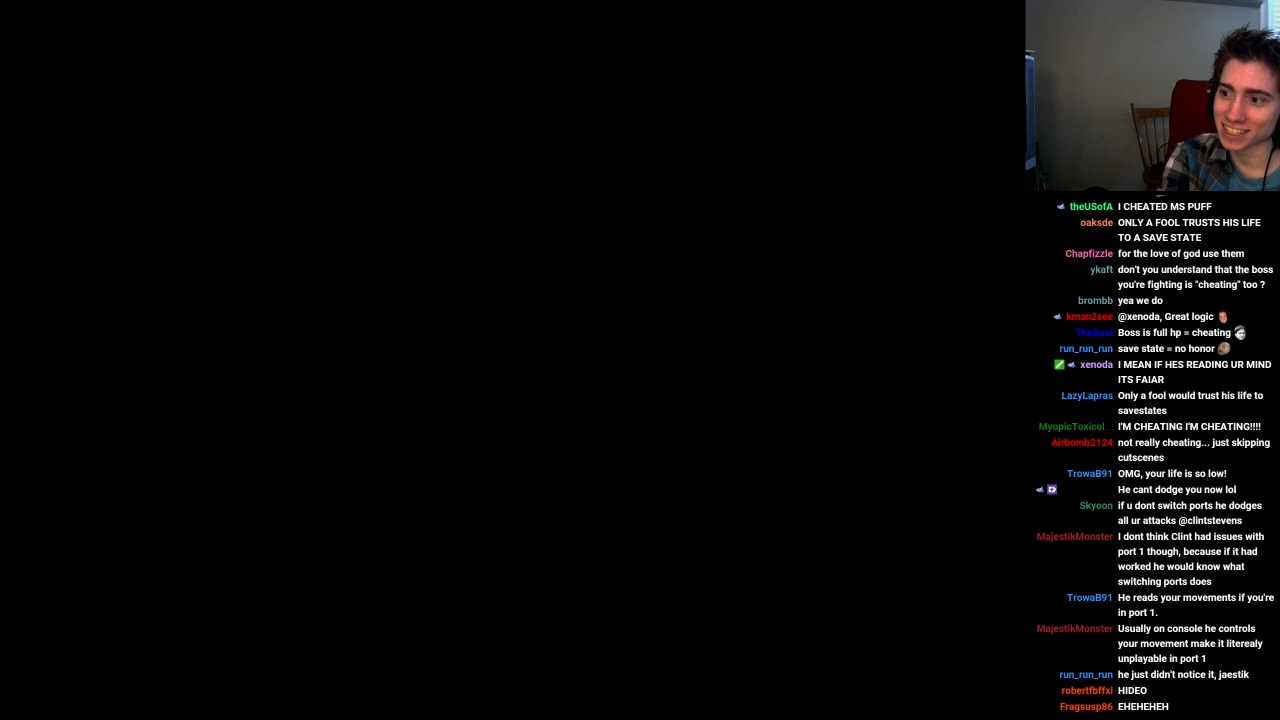 theUSofA I CHEATED MS PUFF
oaksde ONLY A FOOL TRUSTS HIS LIFE
TO A SAVE STATE
Chapfizzle for the love of god use them
ykaft don't you understand that the boss
you're fighting is "cheating" too ?
brombb yea we do
kman2see @xenoda, Great logic
TheDool Boss is full hp = cheating
run_run_run save state = no honor
xenoda I MEAN IF HES READING UR MIND
ITS FAIAR
LazyLapras Only a fool would trust his life to
savestates
MyopicToxicol... I'M CHEATING I'M CHEATING!!!!
Airbomb2124 not really cheating... just skipping
cutscenes
TrowaB91 OMG, your life is so low!
He cant dodge you now lol
Skyoon if u dont switch ports he dodges
all ur attacks @clintstevens
MajestikMonster I dont think Clint had issues with
port 1 though, because if it had
worked he would know what
switching ports does
TrowaB91 He reads your movements if you're
in port 1.
MajestikMonster Usually on console he controls
your movement make it literealy
unplayable in port 1
run_run_run he just didn't notice it, jaestik
robertfbffxi HIDEO
Fragsusp86 EHEHEHEH